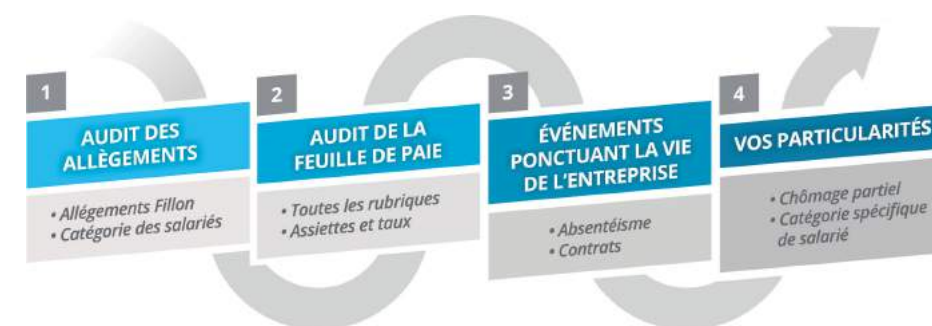 1
AUDIT DES
ALLÈGEMENTS
• Allégements Fillon
• Catégorie des salariés
2
AUDIT DE LA
FEUILLE DE PAIE
• Toutes les rubriques
• Assiettes et taux
3
ÉVÉNEMENTS
PONCTUANT LA VIE
DE L'ENTREPRISE
• Absentéisme
• Contrats
4
VOS PARTICULARITÉS
• Chômage partiel
• Catégorie spécifique
de salarié